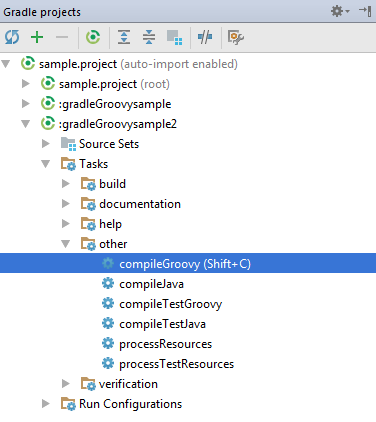 Gradle projects
sample.project (auto-import enabled)
sample.project (root)
:gradleGroovysample
:gradleGroovysample2
Source Sets
Tasks
build
documentation
help
other
compileGroovy (Shift+C)
compileJava
compileTestGroovy
compileTestJava
processResources
processTestResources
verification
Run Configurations